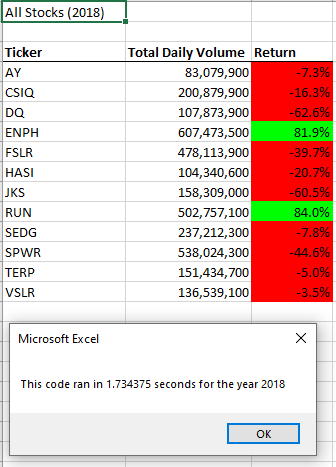 All Stocks (2018)
Ticker Total Daily Volume Return
AY 83,079,900 -7.3%
CSIQ 200,879,900 -16.3%
DQ 107,873,900 -62.6%
ENPH 607,473,500 81.9%
FSLR 478,113,900 -39.7%
HASI 104,340,600 -20.7%
JKS 158,309,000 -60.5%
RUN 502,757,100 84.0%
SEDG 237,212,300 -7.8%
SPWR 538,024,300 -44.6%
TERP 151,434,700 -5.0%
VSLR 136,539,100 -3.5%
Microsoft Excel
This code ran in 1.734375 seconds for the year 2018
OK